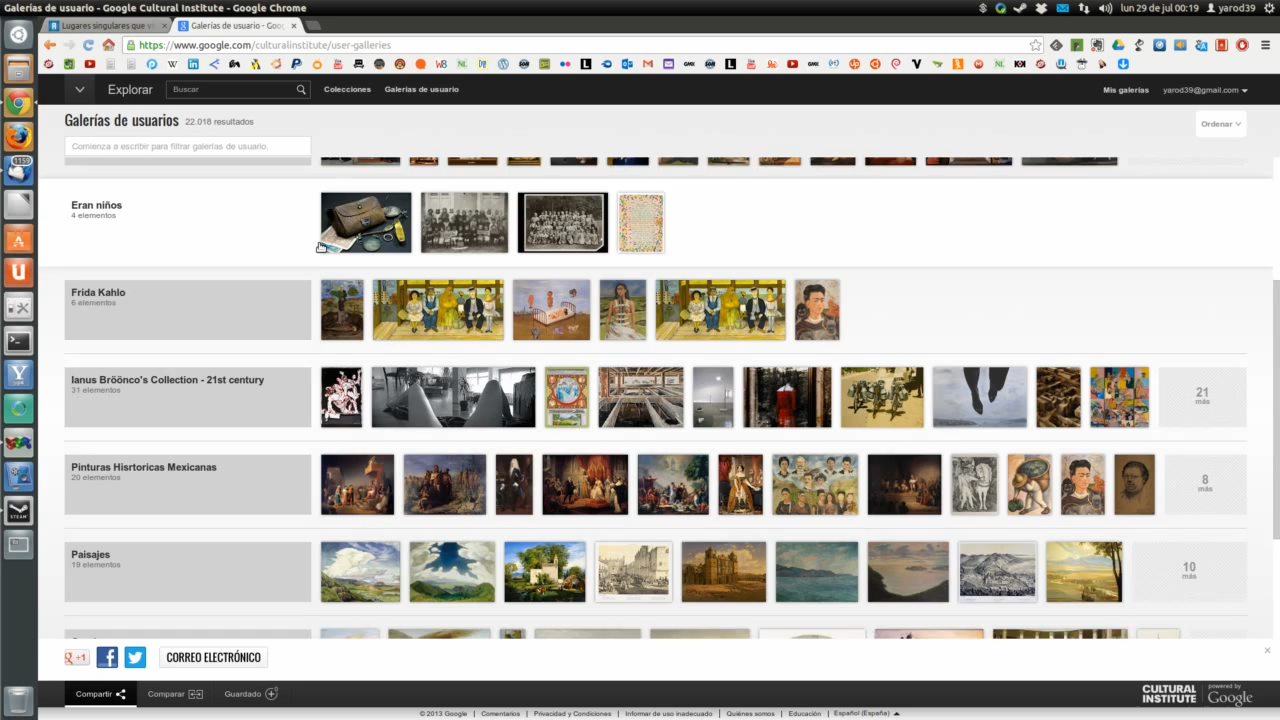 Galerías de usuario - Google Cultural Institute - Google Chrome
lun 29 de jul 00:19 yarod39
Lugares singulares que vi
Galerías de usuario - Goo
https://www.google.com/culturalinstitute/user-galleries
Explorar
Buscar
Colecciones
Galerías de usuario
Mis galerías
yarod39@gmail.com
Galerías de usuarios 22.018 resultados
Ordenar
Comienza a escribir para filtrar galerías de usuario.
Eran niños
4 elementos
Frida Kahlo
6 elementos
Ianus Bröönco's Collection - 21st century
31 elementos
21
más
Pinturas Hisrtoricas Mexicanas
20 elementos
8
más
Paisajes
19 elementos
10
más
+1
CORREO ELECTRÓNICO
Compartir
Comparar
Guardado
CULTURAL
INSTITUTE
powered by
Google
© 2013 Google | Comentarios | Privacidad y Condiciones | Informar de uso inadecuado | Quiénes somos | Educación | Español (España)